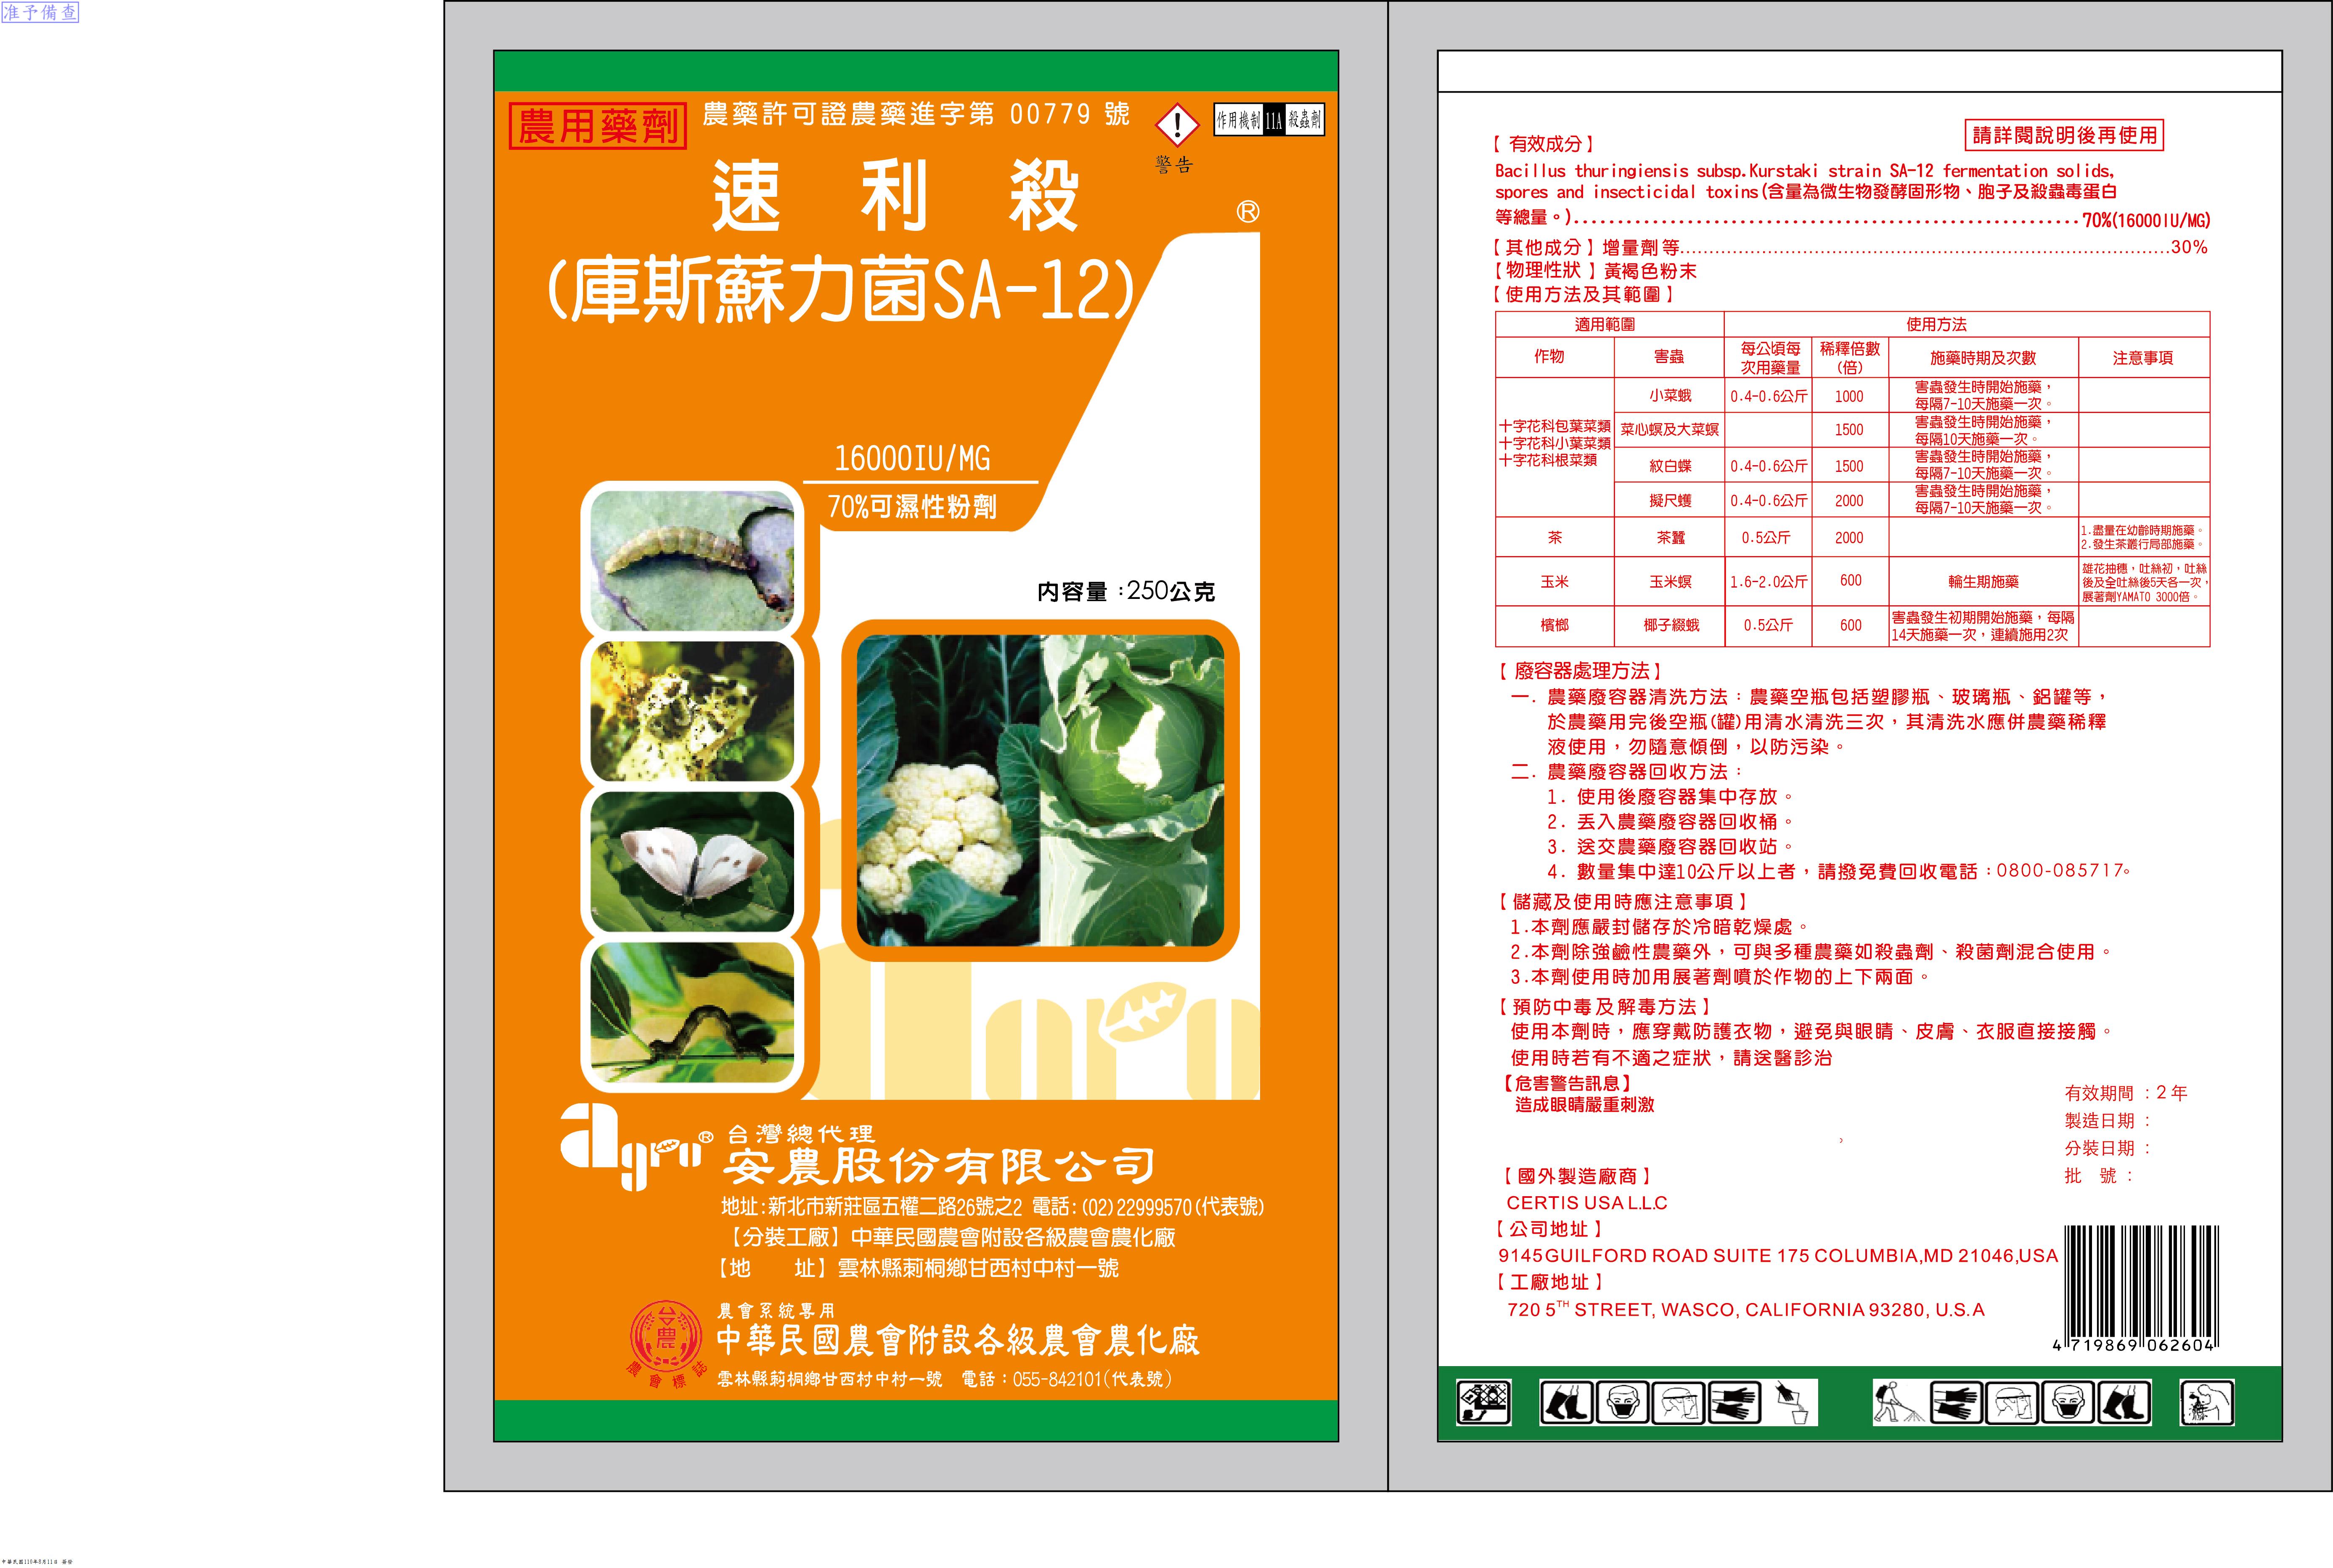 准予備查
農用藥劑
農藥許可證農藥進字第 00779 號
警告
作用機制 11A 殺蟲劑
速利殺
®
(庫斯蘇力菌SA-12)
16000IU/MG
70%可濕性粉劑
內容量：250公克
agro® 台灣總代理
安農股份有限公司
地址:新北市新莊區五權二路26號之2 電話:(02)22999570(代表號)
【分裝工廠】中華民國農會附設各級農會農化廠
【地　　址】雲林縣莿桐鄉甘西村中村一號
農會系統專用
中華民國農會附設各級農會農化廠
雲林縣莿桐鄉甘西村中村一號　電話：055-842101(代表號)
台農
農會標誌
請詳閱說明後再使用
【有效成分】
Bacillus thuringiensis subsp.Kurstaki strain SA-12 fermentation solids,
spores and insecticidal toxins(含量為微生物發酵固形物、胞子及殺蟲毒蛋白
等總量。)..........................................................70%(16000IU/MG)
【其他成分】增量劑等....................................................................................30%
【物理性狀】黃褐色粉末
【使用方法及其範圍】
適用範圍 使用方法
作物 害蟲 每公頃每次用藥量 稀釋倍數(倍) 施藥時期及次數 注意事項
十字花科包葉菜類
十字花科小葉菜類
十字花科根菜類
小菜蛾 0.4-0.6公斤 1000 害蟲發生時開始施藥，每隔7-10天施藥一次。
菜心螟及大菜螟 1500 害蟲發生時開始施藥，每隔10天施藥一次。
紋白蝶 0.4-0.6公斤 1500 害蟲發生時開始施藥，每隔7-10天施藥一次。
擬尺蠖 0.4-0.6公斤 2000 害蟲發生時開始施藥，每隔7-10天施藥一次。
茶 茶蠶 0.5公斤 2000 1.盡量在幼齡時期施藥。
2.發生茶叢行局部施藥。
玉米 玉米螟 1.6-2.0公斤 600 輪生期施藥 雄花抽穗，吐絲初，吐絲
後及全吐絲後5天各一次，
展著劑YAMATO 3000倍。
檳榔 椰子綴蛾 0.5公斤 600 害蟲發生初期開始施藥，每隔
14天施藥一次，連續施用2次
【廢容器處理方法】
一. 農藥廢容器清洗方法：農藥空瓶包括塑膠瓶、玻璃瓶、鋁罐等，
於農藥用完後空瓶(罐)用清水清洗三次，其清洗水應併農藥稀釋
液使用，勿隨意傾倒，以防污染。
二. 農藥廢容器回收方法：
1. 使用後廢容器集中存放。
2. 丟入農藥廢容器回收桶。
3. 送交農藥廢容器回收站。
4. 數量集中達10公斤以上者，請撥免費回收電話：0800-085717。
【儲藏及使用時應注意事項】
1.本劑應嚴封儲存於冷暗乾燥處。
2.本劑除強鹼性農藥外，可與多種農藥如殺蟲劑、殺菌劑混合使用。
3.本劑使用時加用展著劑噴於作物的上下兩面。
【預防中毒及解毒方法】
使用本劑時，應穿戴防護衣物，避免與眼睛、皮膚、衣服直接接觸。
使用時若有不適之症狀，請送醫診治
【危害警告訊息】
造成眼睛嚴重刺激
有效期間：2年
製造日期：
分裝日期：
批　號：
【國外製造廠商】
CERTIS USA L.L.C
【公司地址】
9145 GUILFORD ROAD SUITE 175 COLUMBIA,MD 21046,USA
【工廠地址】
720 5TH STREET, WASCO, CALIFORNIA 93280, U.S.A
4 719869 062604